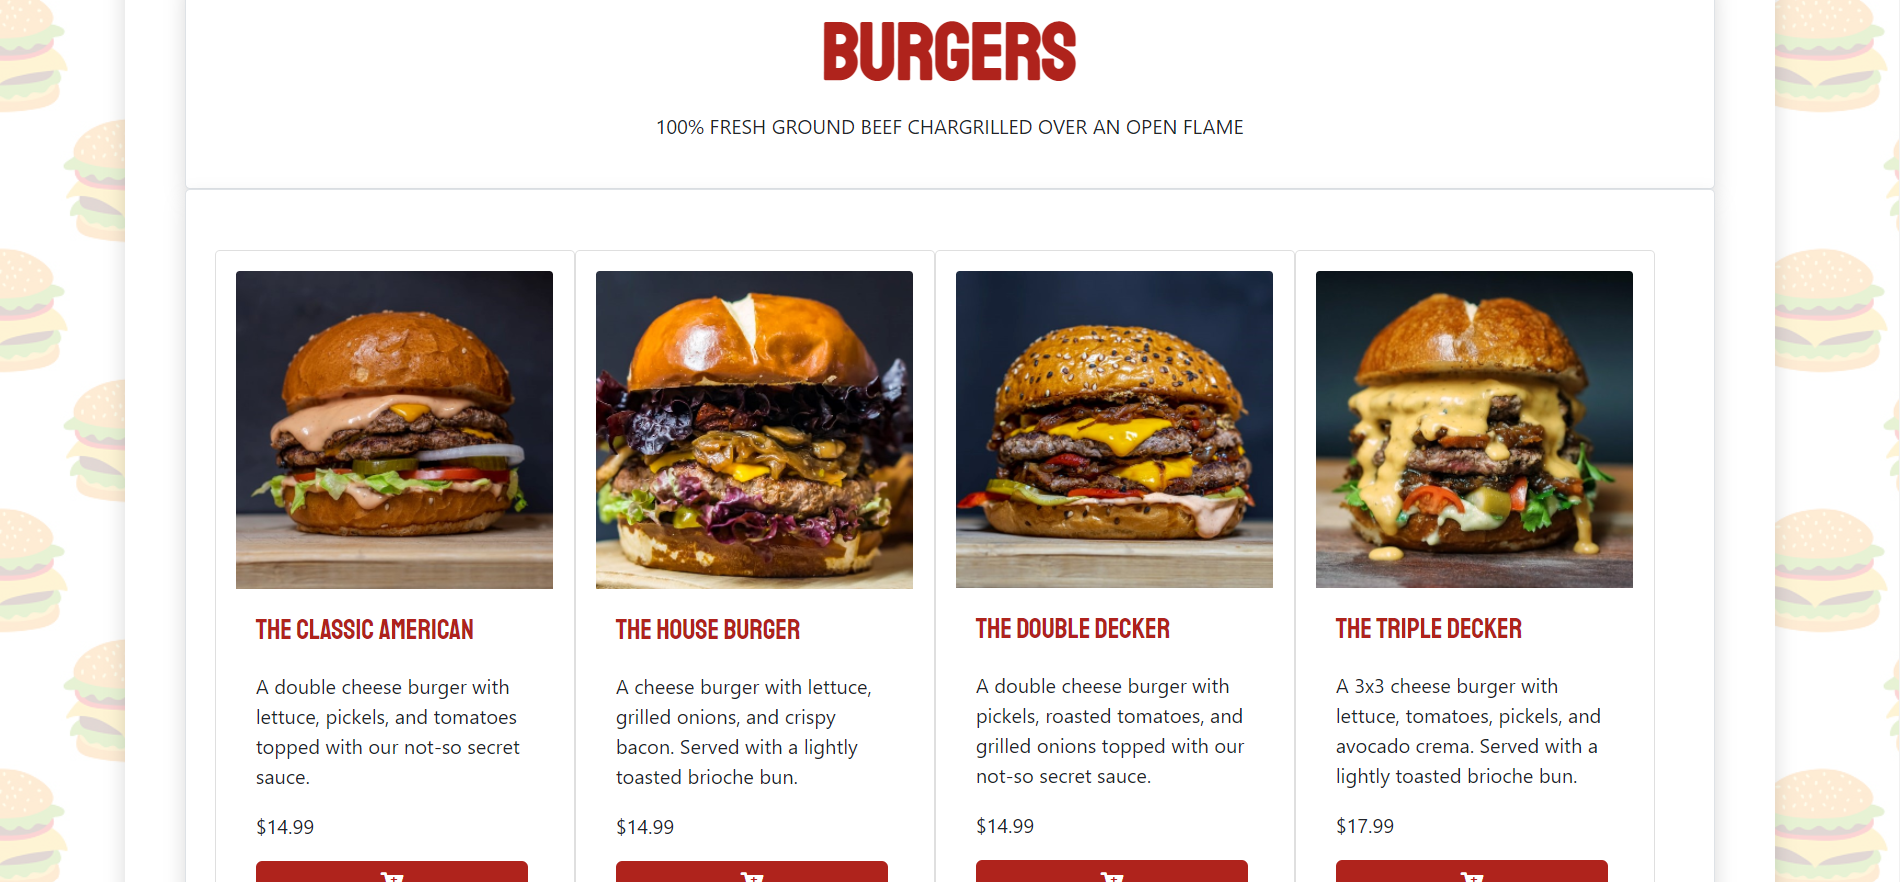 BURGERS
100% FRESH GROUND BEEF CHARGRILLED OVER AN OPEN FLAME
THE CLASSIC AMERICAN
A double cheese burger with
lettuce, pickels, and tomatoes
topped with our not-so secret
sauce.
$14.99
THE HOUSE BURGER
A cheese burger with lettuce,
grilled onions, and crispy
bacon. Served with a lightly
toasted brioche bun.
$14.99
THE DOUBLE DECKER
A double cheese burger with
pickels, roasted tomatoes, and
grilled onions topped with our
not-so secret sauce.
$14.99
THE TRIPLE DECKER
A 3x3 cheese burger with
lettuce, tomatoes, pickels, and
avocado crema. Served with a
lightly toasted brioche bun.
$17.99